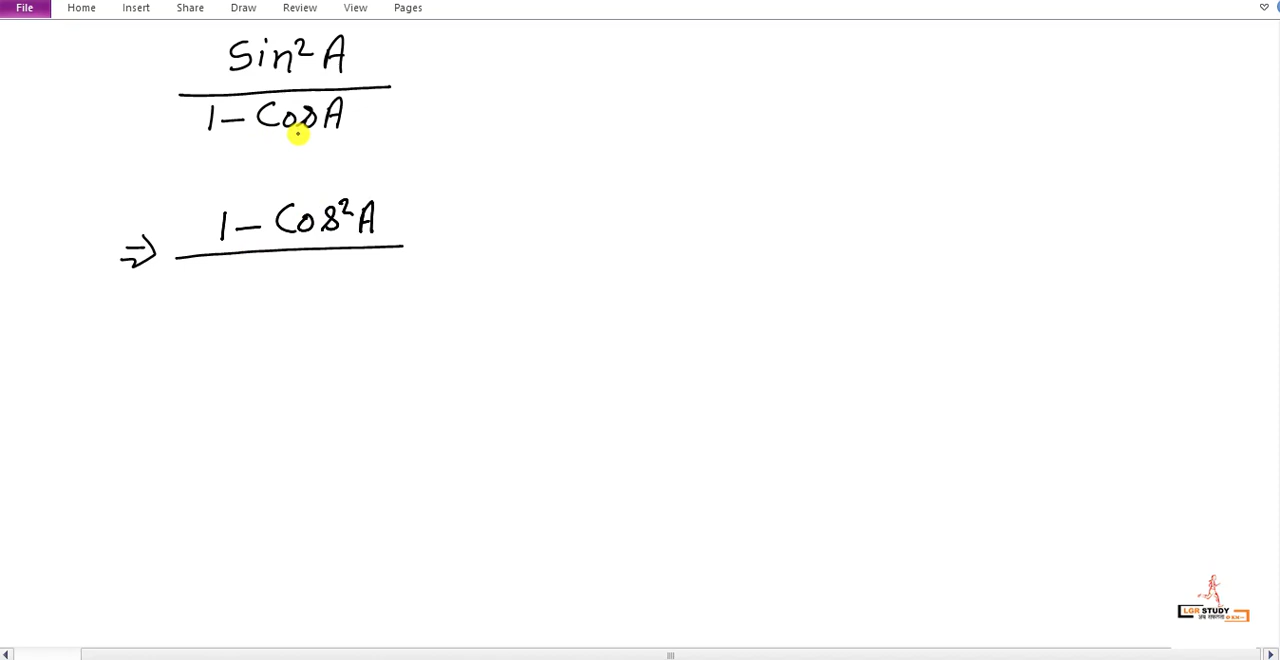 File Home Insert Share Draw Review View Pages
Sin²A
1 - CosA
⇒ 1 - Cos²A
LGR STUDY